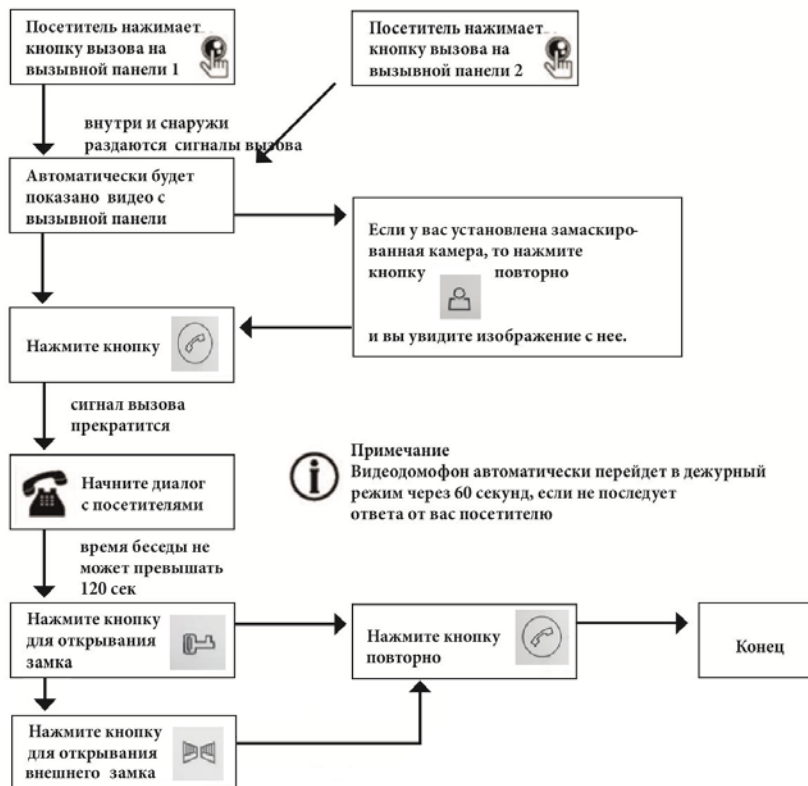 Посетитель нажимает
кнопку вызова на
вызывной панели 1
Посетитель нажимает
кнопку вызова на
вызывной панели 2
внутри и снаружи
раздаются сигналы вызова
Автоматически будет
показано видео с
вызывной панели
Если у вас установлена замаскиро-
ванная камера, то нажмите
кнопку повторно
и вы увидите изображение с нее.
Нажмите кнопку
сигнал вызова
прекратится
Начните диалог
с посетителями
Примечание
Видеодомофон автоматически перейдет в дежурный
режим через 60 секунд, если не последует
ответа от вас посетителю
время беседы не
может превышать
120 сек
Нажмите кнопку
для открывания
замка
Нажмите кнопку
повторно
Конец
Нажмите кнопку
для открывания
внешнего замка